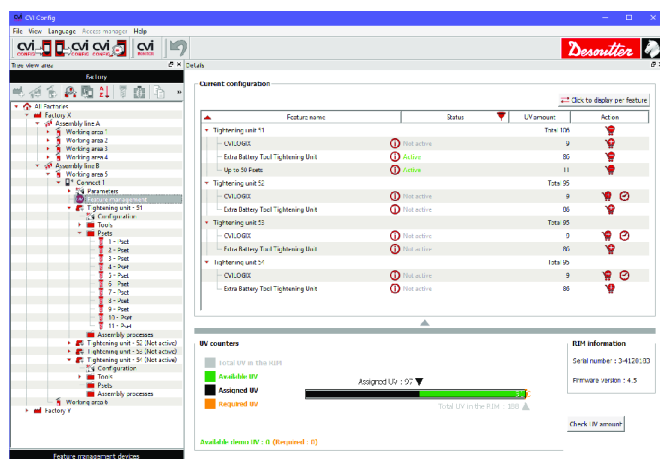 CVI Config
File View Language Access manager Help
CVI CVI CVI CVI
Desoutter
Tree view area
Details
Factory
All Factories
Factory X
Assembly line A
Working area 1
Working area 2
Working area 3
Working area 4
Assembly line B
Working area 5
Connect 1
Parameters
Feature management
Tightening unit - 51
Configuration
Tools
Psets
1 - Pset
2 - Pset
3 - Pset
4 - Pset
5 - Pset
6 - Pset
7 - Pset
8 - Pset
9 - Pset
10 - Pset
11 - Pset
Assembly processes
Tightening unit - 52 (Not active)
Tightening unit - 53 (Not active)
Tightening unit - 54 (Not active)
Configuration
Tools
Psets
Assembly processes
Working area 6
Factory Y
Feature management devices
Current configuration
Click to display per feature
Feature name Status UV amount Action
Tightening unit 51 Total 106
CVILOGIX Not active 9
Extra Battery Tool Tightening Unit Active 86
Up to 50 Psets Active 11
Tightening unit 52 Total 95
CVILOGIX Not active 9
Extra Battery Tool Tightening Unit Not active 86
Tightening unit 53 Total 95
CVILOGIX Not active 9
Extra Battery Tool Tightening Unit Not active 86
Tightening unit 54 Total 95
CVILOGIX Not active 9
Extra Battery Tool Tightening Unit Not active 86
UV counters
Total UV in the RIM
Available UV
Assigned UV
Required UV
Assigned UV : 97
Total UV in the RIM : 188
Available demo UV : 0 (Required : 0)
RIM information
Firmware version : 4.5
Check UV amount